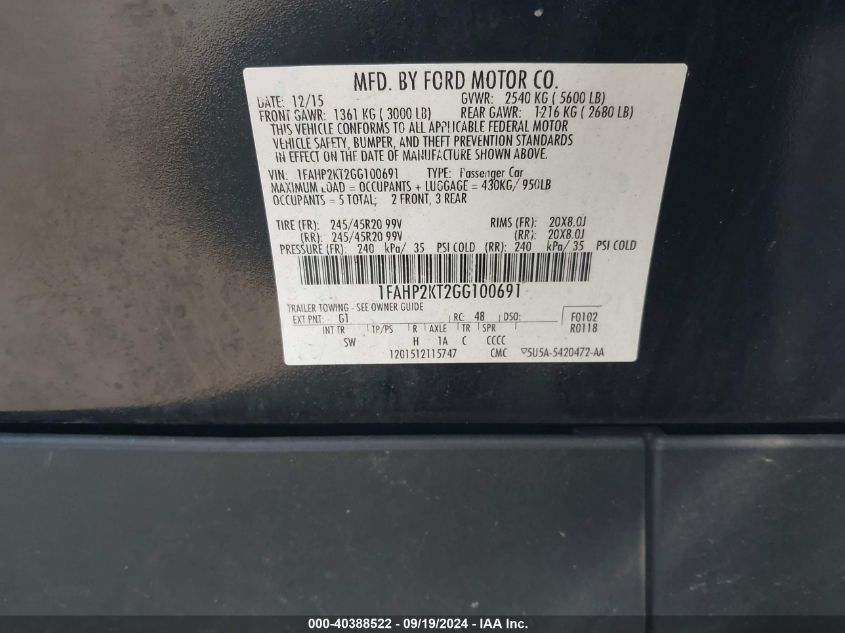 MFD. BY FORD MOTOR CO.
DATE: 12/15 GVWR: 2540 KG ( 5600 LB)
FRONT GAWR: 1361 KG ( 3000 LB) REAR GAWR: 1216 KG ( 2680 LB)
THIS VEHICLE CONFORMS TO ALL APPLICABLE FEDERAL MOTOR
VEHICLE SAFETY, BUMPER, AND THEFT PREVENTION STANDARDS
IN EFFECT ON THE DATE OF MANUFACTURE SHOWN ABOVE.
VIN: 1FAHP2KT2GG100691 TYPE: Passenger Car
MAXIMUM LOAD = OCCUPANTS + LUGGAGE = 430KG/ 950LB
OCCUPANTS = 5 TOTAL; 2 FRONT, 3 REAR
TIRE (FR): 245/45R20 99V RIMS (FR): 20X8.0J
(RR): 245/45R20 99V (RR): 20X8.0J
PRESSURE (FR): 240 kPa/ 35 PSI COLD (RR): 240 kPa/ 35 PSI COLD
1FAHP2KT2GG100691
TRAILER TOWING - SEE OWNER GUIDE
EXT PNT: G1 RC: 48 DSO: F0102
INT TR TP/PS R AXLE TR SPR R0118
SW H 1A C CCCC
1201512115747 CMC 5U5A-5420472-AA
000-40388522 - 09/19/2024 - IAA Inc.